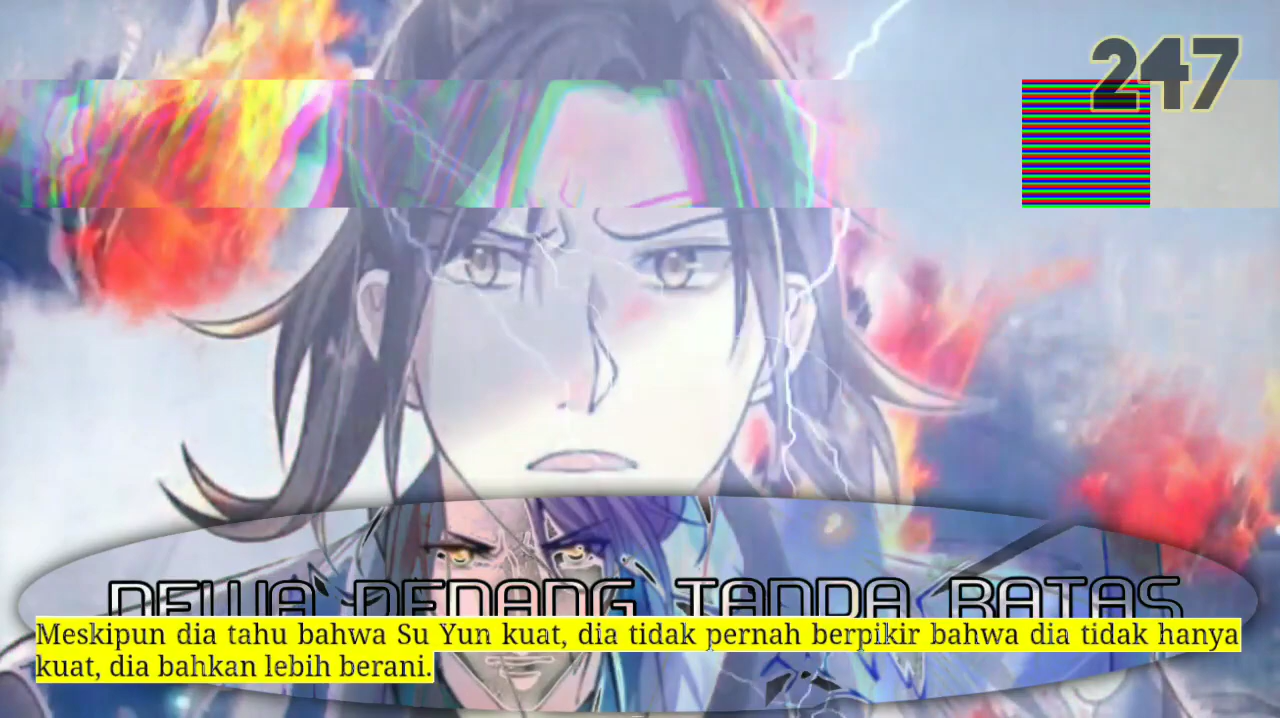 247
DEWA PEDANG TANPA BATAS
Meskipun dia tahu bahwa Su Yun kuat, dia tidak pernah berpikir bahwa dia tidak hanya
kuat, dia bahkan lebih berani.